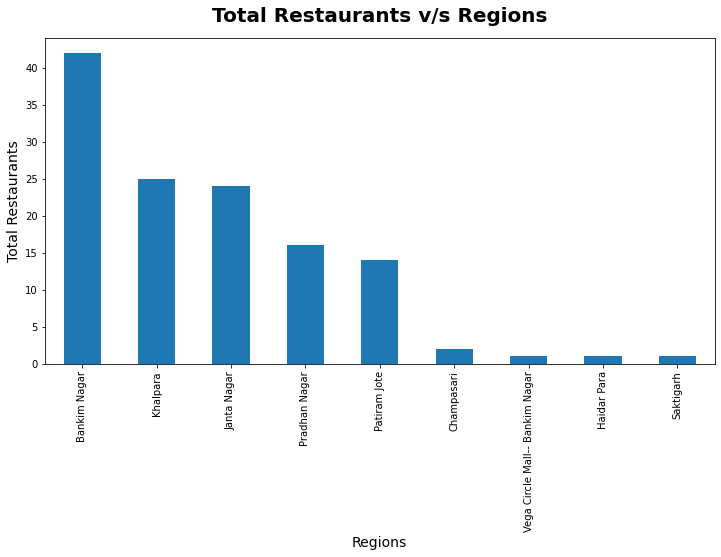 Total Restaurants v/s Regions
Total Restaurants
40
35
30
25
20
15
10
5
0
Bankim Nagar
Khalpara
Janta Nagar
Pradhan Nagar
Patiram Jote
Champasari
Vega Circle Mall-- Bankim Nagar
Haidar Para
Saktigarh
Regions